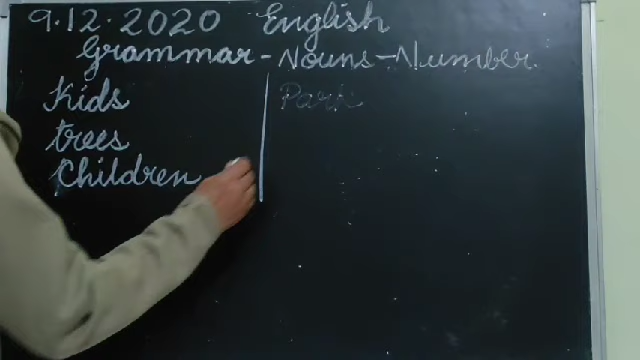 9.12.2020 English
Grammar-Nouns-Number.
Kids
trees
Children
Park